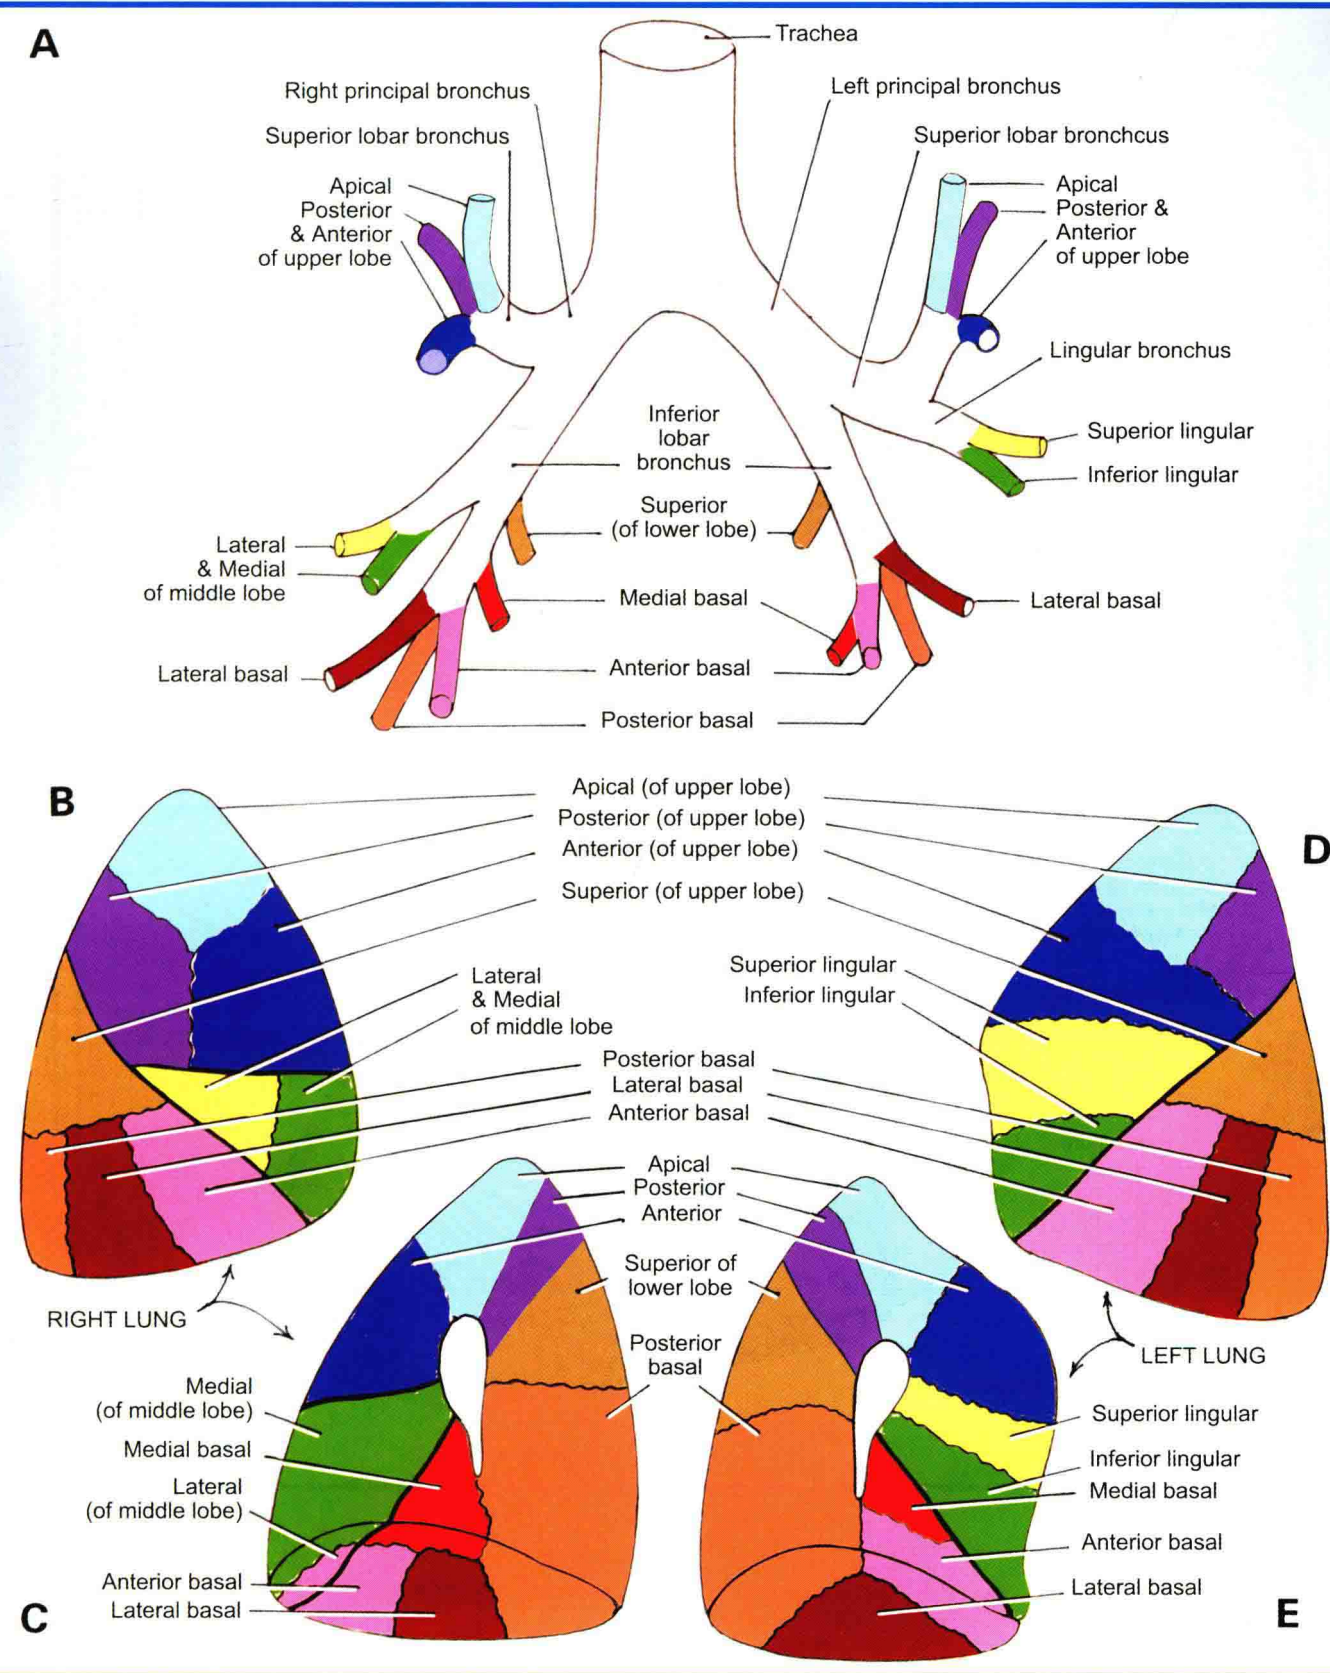 A
Trachea
Right principal bronchus
Left principal bronchus
Superior lobar bronchus
Superior lobar bronchcus
Apical
Posterior
& Anterior
of upper lobe
Apical
Posterior &
Anterior
of upper lobe
Lingular bronchus
Inferior
lobar
bronchus
Superior lingular
Inferior lingular
Superior
(of lower lobe)
Lateral
& Medial
of middle lobe
Medial basal
Lateral basal
Lateral basal
Anterior basal
Posterior basal
B
Apical (of upper lobe)
Posterior (of upper lobe)
Anterior (of upper lobe)
Superior (of upper lobe)
D
Lateral
& Medial
of middle lobe
Superior lingular
Inferior lingular
Posterior basal
Lateral basal
Anterior basal
Apical
Posterior
Anterior
Superior of
lower lobe
Posterior
basal
RIGHT LUNG
LEFT LUNG
Medial
(of middle lobe)
Medial basal
Lateral
(of middle lobe)
Anterior basal
Lateral basal
C
Superior lingular
Inferior lingular
Medial basal
Anterior basal
Lateral basal
E